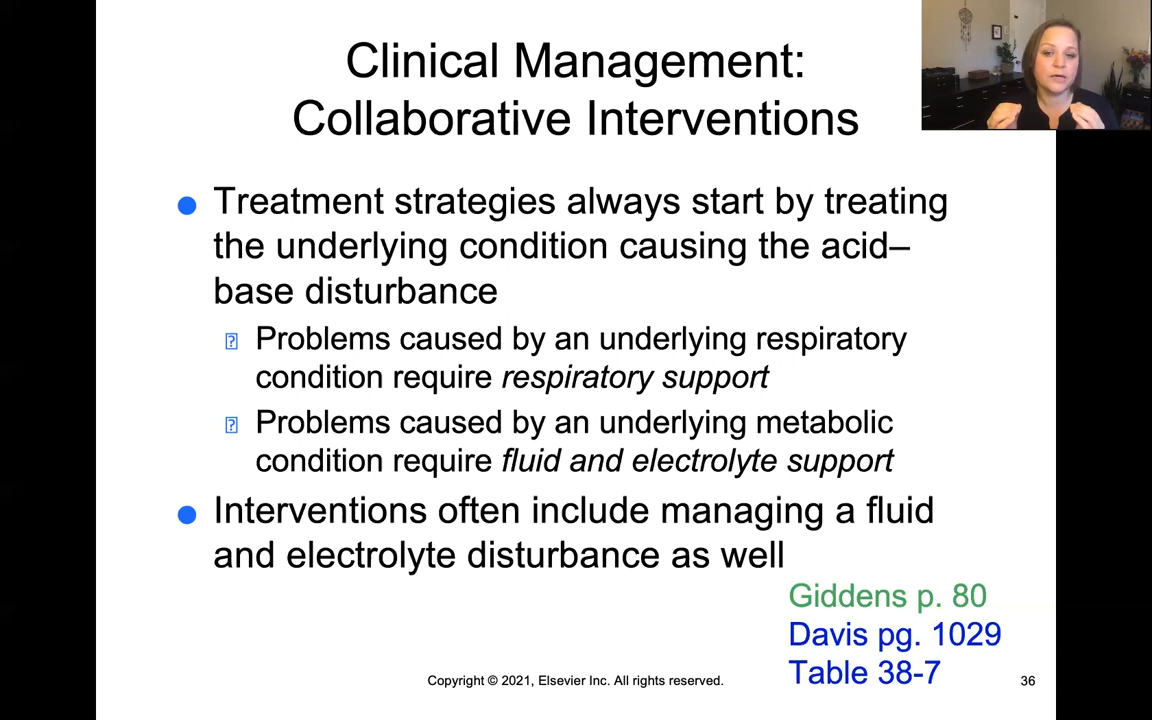 Clinical Management:
Collaborative Interventions
Treatment strategies always start by treating
the underlying condition causing the acid–
base disturbance
Problems caused by an underlying respiratory
condition require respiratory support
Problems caused by an underlying metabolic
condition require fluid and electrolyte support
Interventions often include managing a fluid
and electrolyte disturbance as well
Giddens p. 80
Davis pg. 1029
Table 38-7
Copyright © 2021, Elsevier Inc. All rights reserved.
36